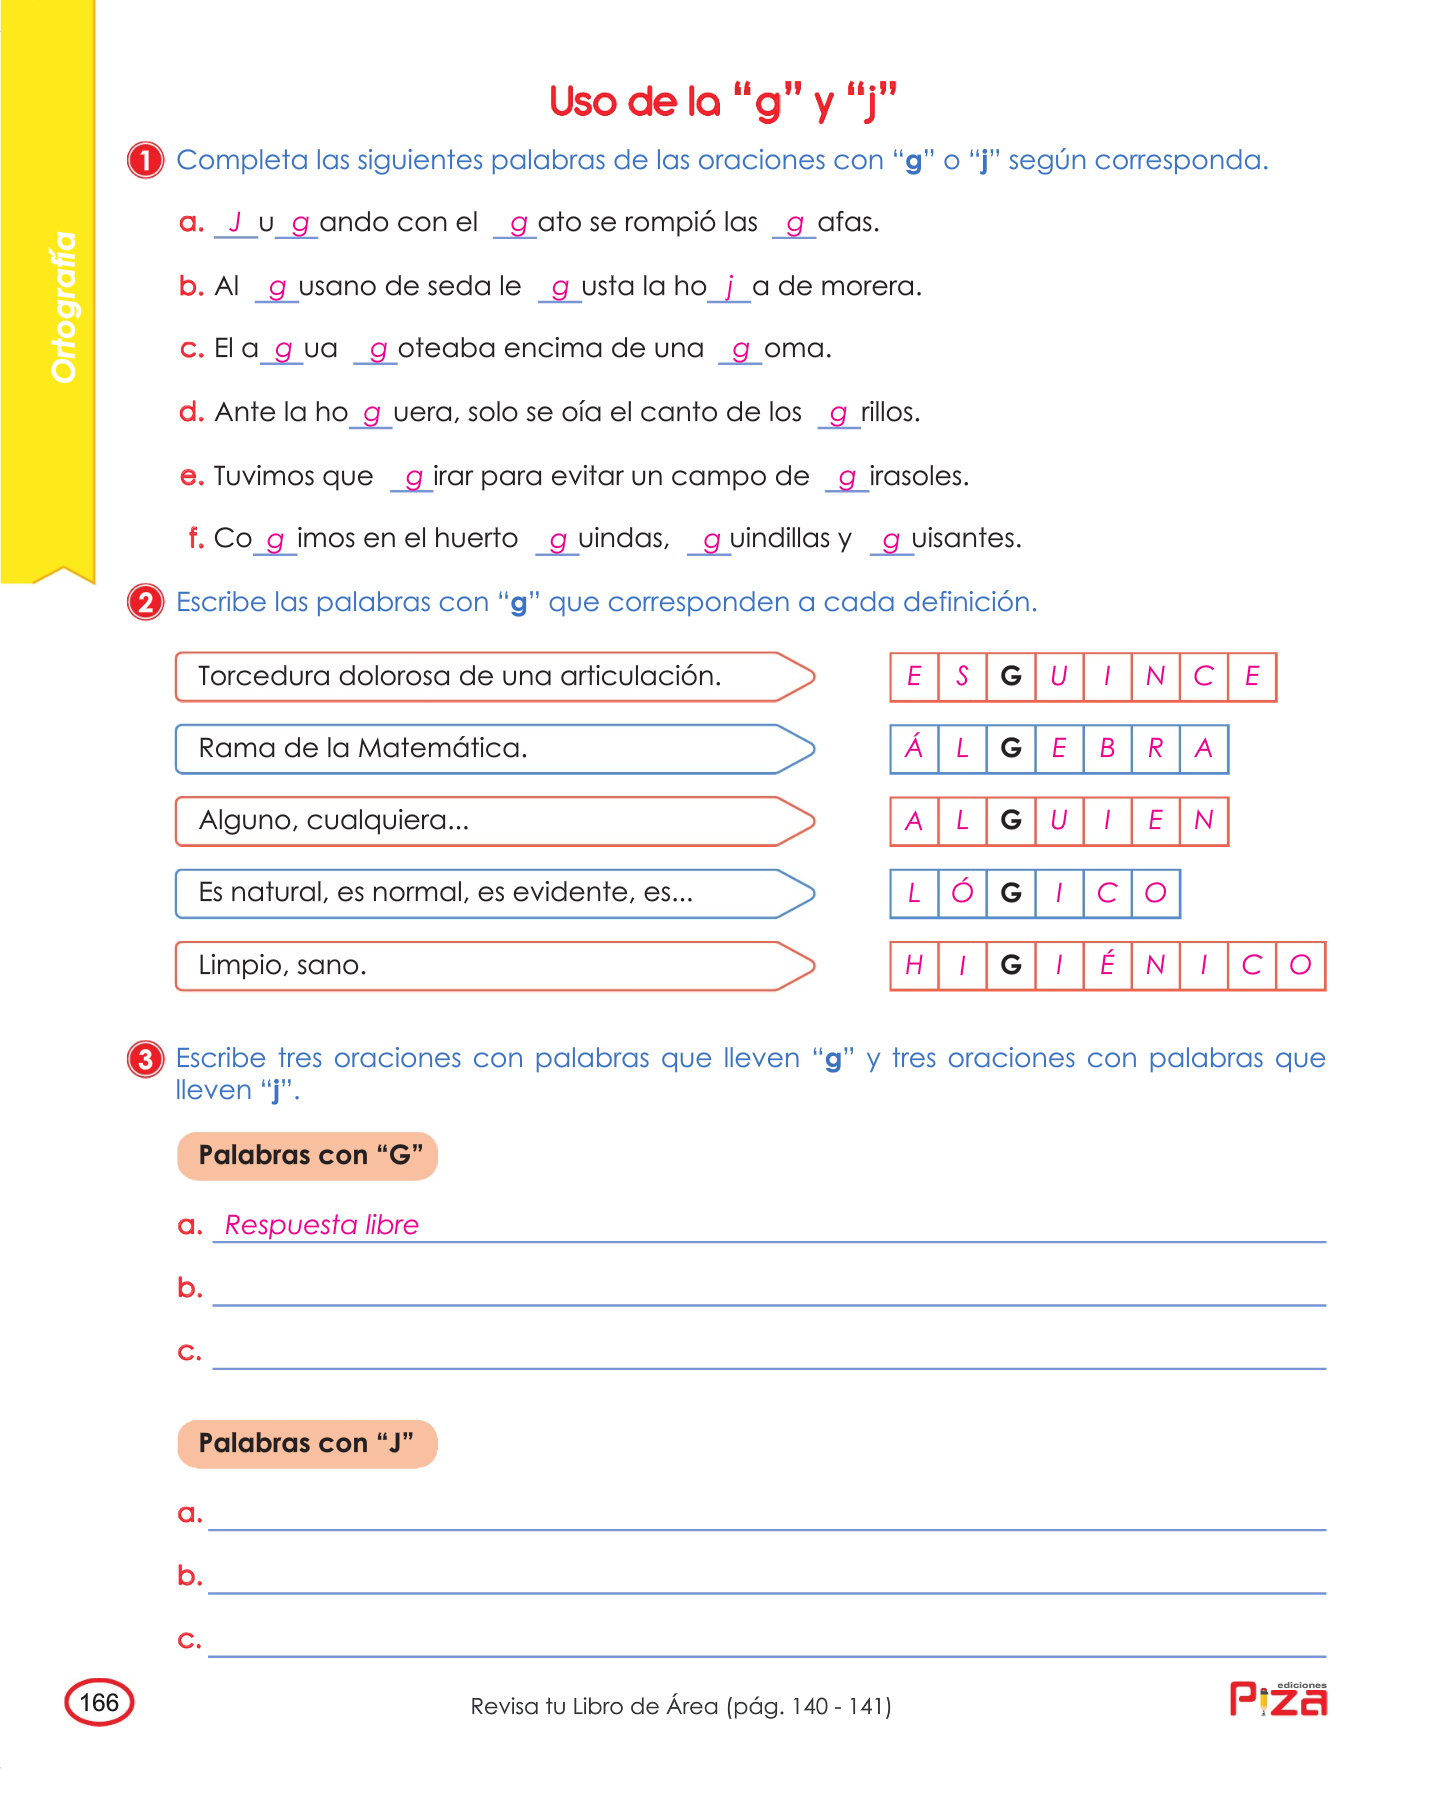 Ortografía
Uso de la “g” y “j”
1 Completa las siguientes palabras de las oraciones con “g” o “j” según corresponda.
a. J u g ando con el g ato se rompió las g afas.
b. Al g usano de seda le g usta la ho j a de morera.
c. El a g ua g oteaba encima de una g oma.
d. Ante la ho g uera, solo se oía el canto de los g rillos.
e. Tuvimos que g irar para evitar un campo de g irasoles.
f. Co g imos en el huerto g uindas, g uindillas y g uisantes.
2 Escribe las palabras con “g” que corresponden a cada definición.
Torcedura dolorosa de una articulación. E S G U I N C E
Rama de la Matemática. Á L G E B R A
Alguno, cualquiera... A L G U I E N
Es natural, es normal, es evidente, es... L Ó G I C O
Limpio, sano. H I G I É N I C O
3 Escribe tres oraciones con palabras que lleven “g” y tres oraciones con palabras que
lleven “j”.
Palabras con “G”
a. Respuesta libre
b.
c.
Palabras con “J”
a.
b.
c.
166
Revisa tu Libro de Área (pág. 140 - 141)
ediciones
Piza